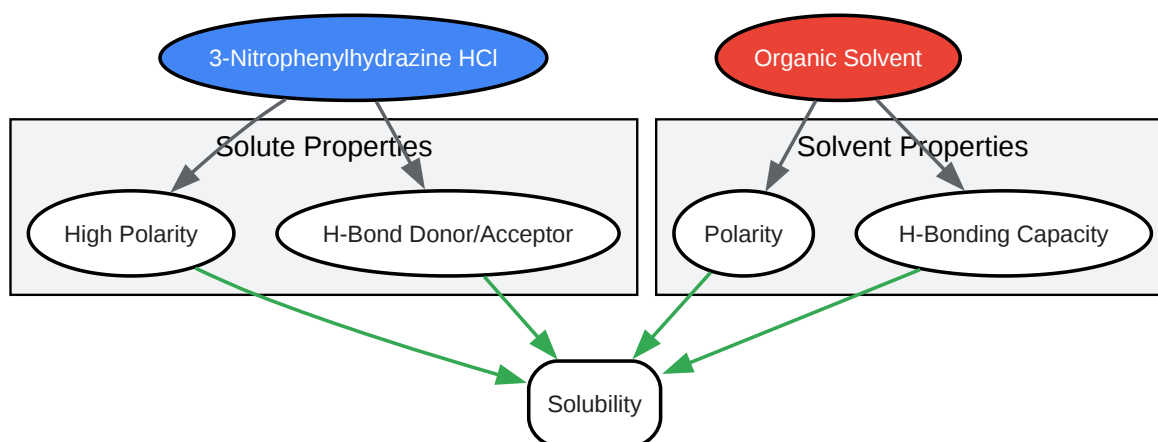 3-Nitrophenylhydrazine HCl
Organic Solvent
Solute Properties
Solvent Properties
High Polarity
H-Bond Donor/Acceptor
Polarity
H-Bonding Capacity
Solubility